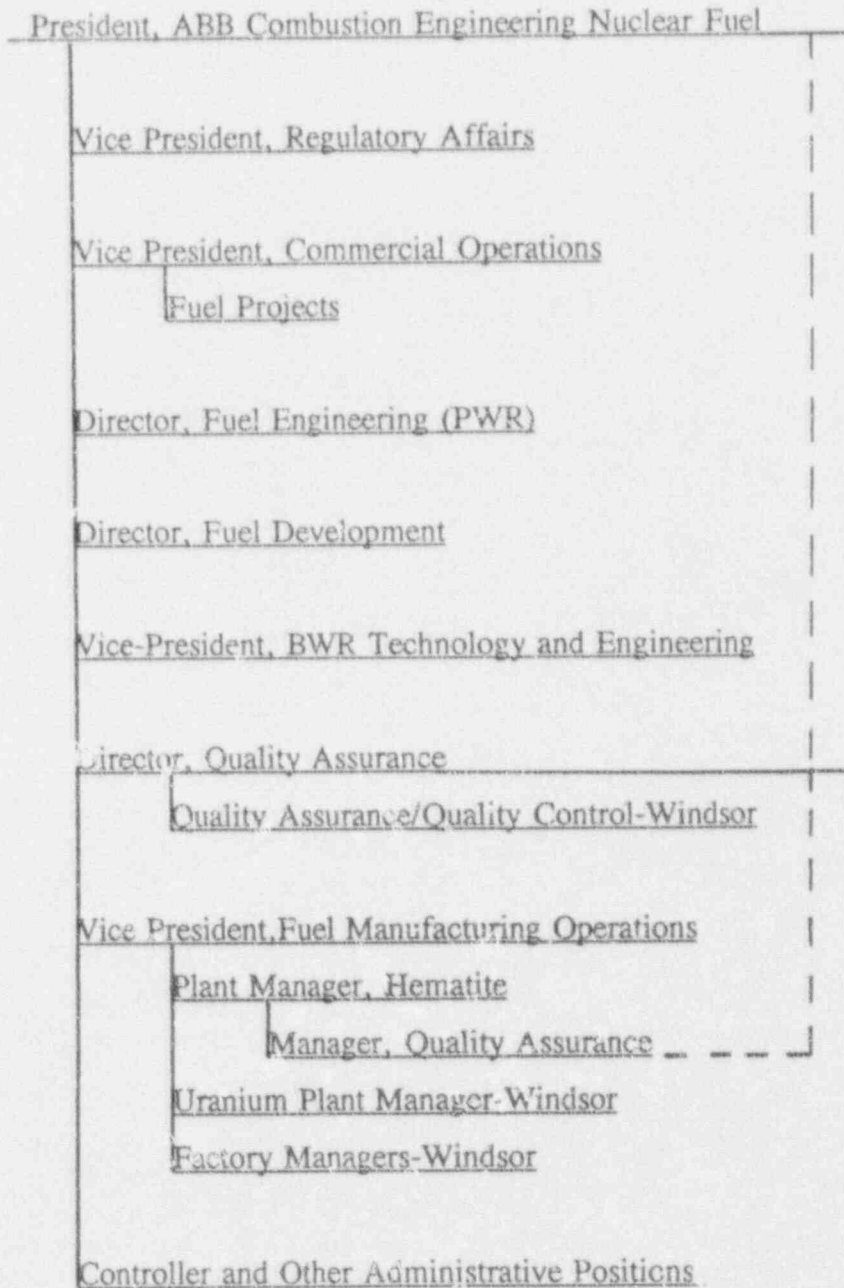 President, ABB Combustion Engineering Nuclear Fuel
Vice President, Regulatory Affairs
Vice President, Commercial Operations
Fuel Projects
Director, Fuel Engineering (PWR)
Director, Fuel Development
Vice-President, BWR Technology and Engineering
Director, Quality Assurance
Quality Assurance/Quality Control-Windsor
Vice President,Fuel Manufacturing Operations
Plant Manager, Hematite
Manager, Quality Assurance
Uranium Plant Manager-Windsor
Factory Managers-Windsor
Controller and Other Administrative Positions